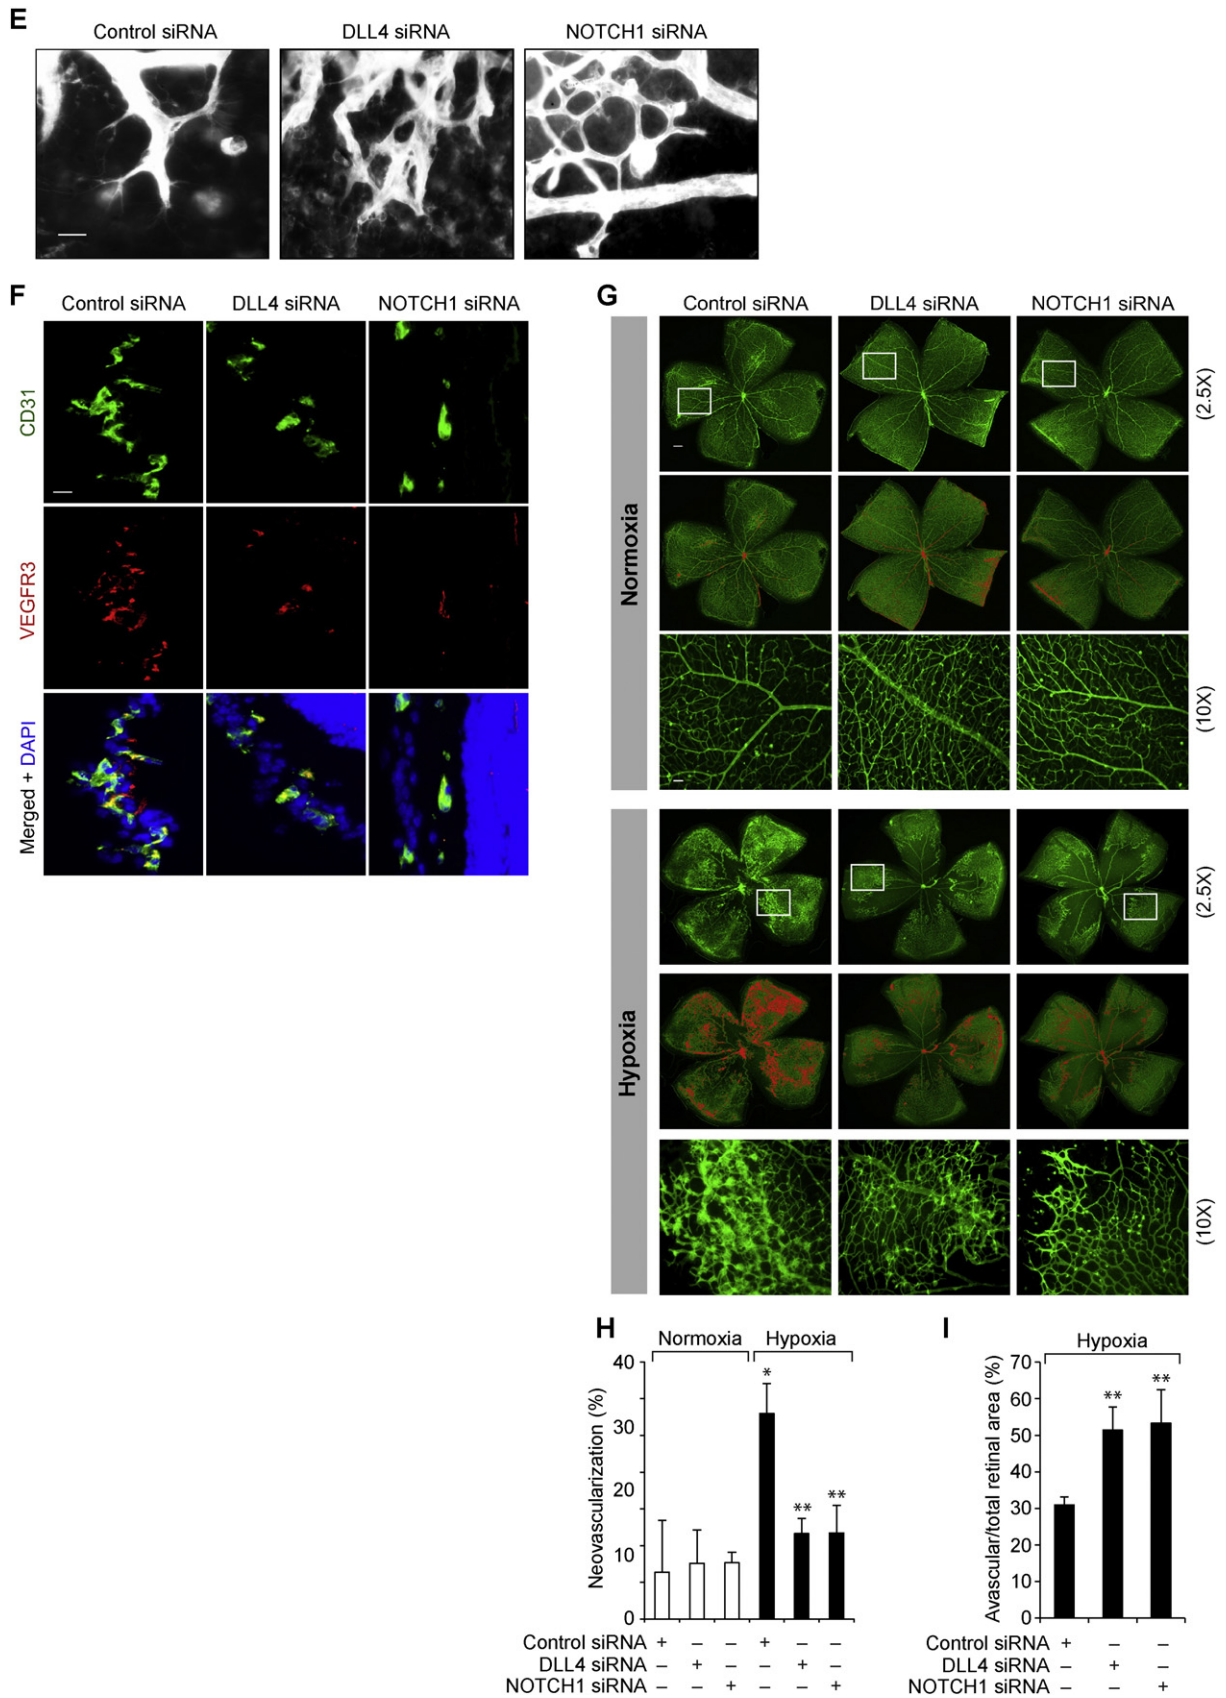 E
Control siRNA DLL4 siRNA NOTCH1 siRNA
F
Control siRNA DLL4 siRNA NOTCH1 siRNA
CD31
VEGFR3
Merged + DAPI
G
Control siRNA DLL4 siRNA NOTCH1 siRNA
Normoxia
(2.5X)
(10X)
Hypoxia
(2.5X)
(10X)
H
Normoxia Hypoxia
Neovascularization (%)
40
30
20
10
0
* ** **
Control siRNA + – – + – –
DLL4 siRNA – + – – + –
NOTCH1 siRNA – – + – – +
I
Hypoxia
Avascular/total retinal area (%)
70
60
50
40
30
20
10
0
** **
Control siRNA + – –
DLL4 siRNA – + –
NOTCH1 siRNA – – +